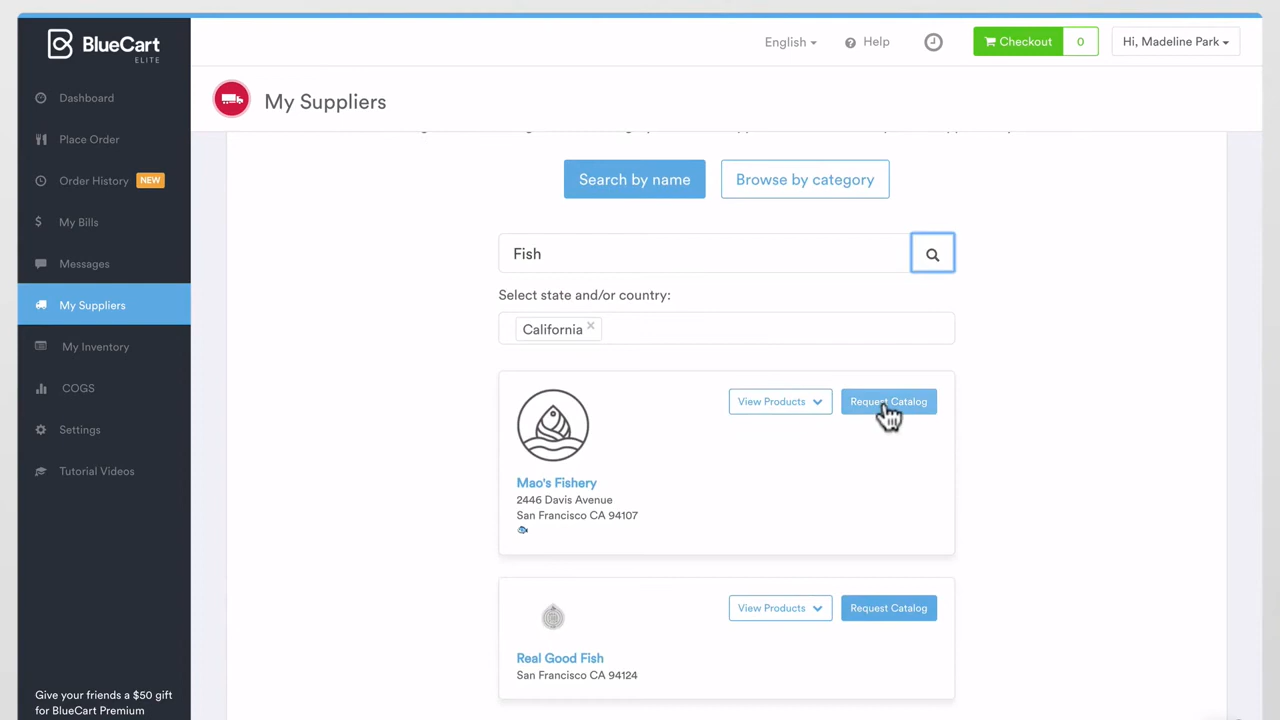 BlueCart
ELITE
English
Help
Checkout
0
Hi, Madeline Park
Dashboard
Place Order
Order History NEW
My Bills
Messages
My Suppliers
My Inventory
COGS
Settings
Tutorial Videos
Give your friends a $50 gift
for BlueCart Premium
My Suppliers
Search by name
Browse by category
Fish
Select state and/or country:
California ×
View Products
Request Catalog
Mao's Fishery
2446 Davis Avenue
San Francisco CA 94107
View Products
Request Catalog
Real Good Fish
San Francisco CA 94124